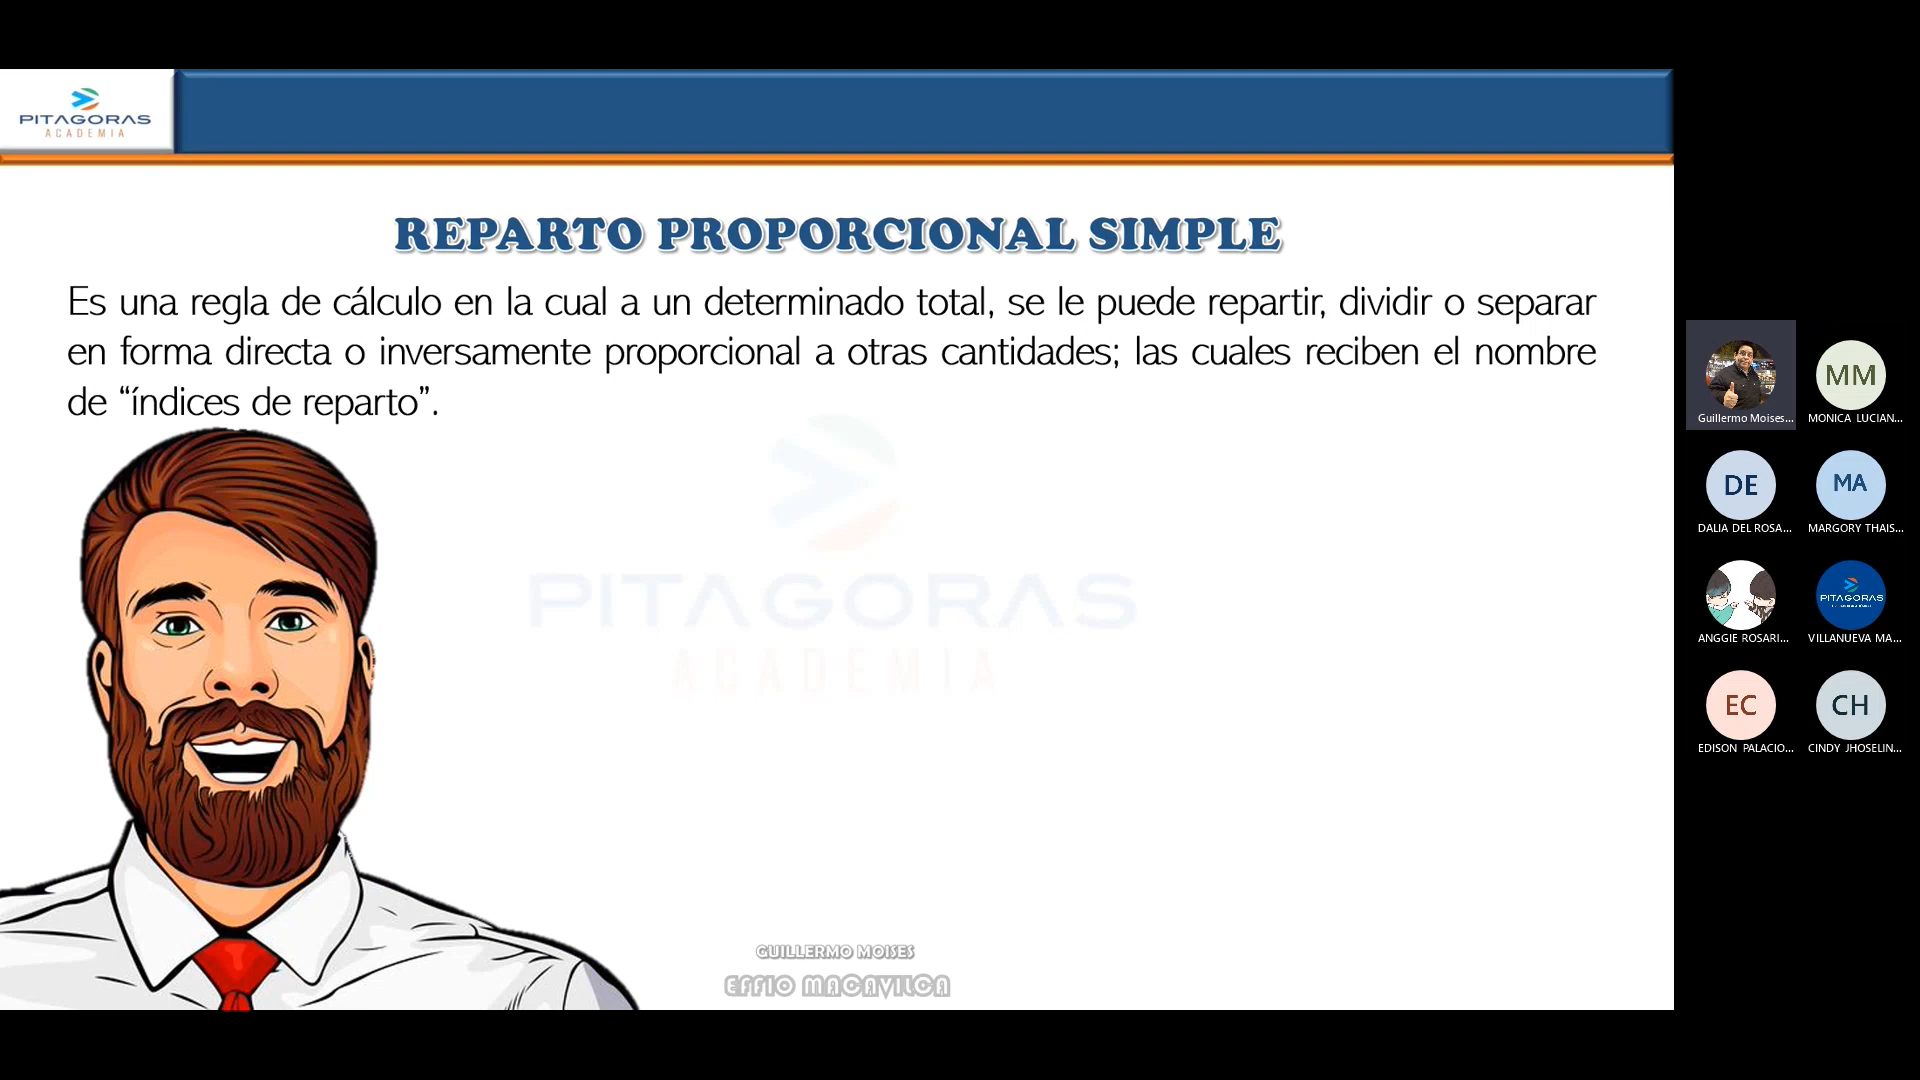 PITAGORAS
ACADEMIA
REPARTO PROPORCIONAL SIMPLE
Es una regla de cálculo en la cual a un determinado total, se le puede repartir, dividir o separar
en forma directa o inversamente proporcional a otras cantidades; las cuales reciben el nombre
de “índices de reparto”.
PITAGORAS
ACADEMIA
GUILLERMO MOISES
EFFIO MACAVILCA
Guillermo Moises...
MM
MONICA LUCIAN...
DE
DALIA DEL ROSA...
MA
MARGORY THAIS...
ANGGIE ROSARI...
PITAGORAS
VILLANUEVA MA...
EC
EDISON PALACIO...
CH
CINDY JHOSELIN...